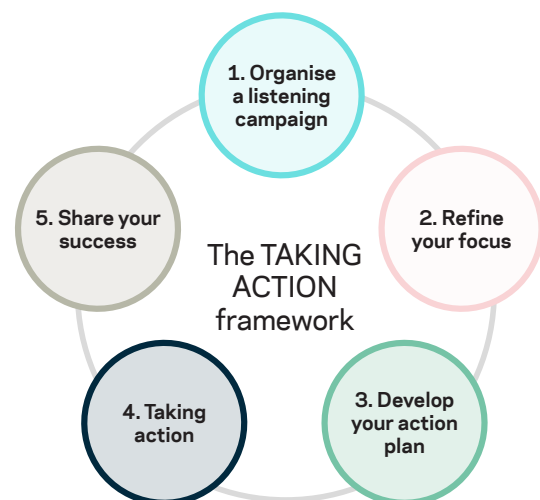 1. Organise
a listening
campaign
2. Refine
your focus
3. Develop
your action
plan
4. Taking
action
5. Share your
success
The TAKING
ACTION
framework